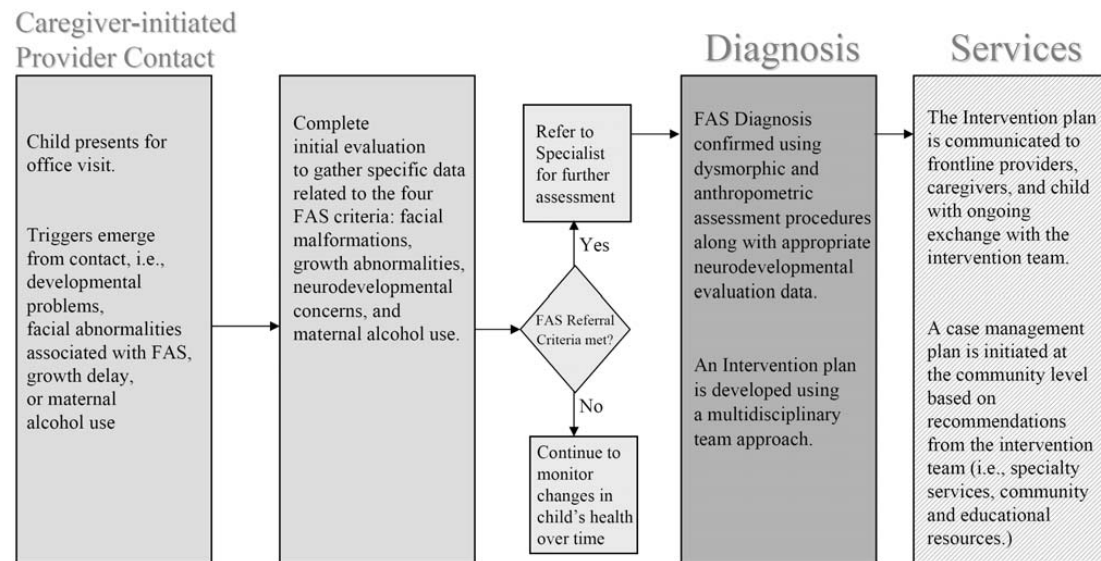 Caregiver-initiated
Provider Contact
Child presents for
office visit.
Triggers emerge
from contact, i.e.,
developmental
problems,
facial abnormalities
associated with FAS,
growth delay,
or maternal
alcohol use
Complete
initial evaluation
to gather specific data
related to the four
FAS criteria: facial
malformations,
growth abnormalities,
neurodevelopmental
concerns, and
maternal alcohol use.
Refer to
Specialist
for further
assessment
Yes
FAS Referral
Criteria met?
No
Continue to
monitor
changes in
child’s health
over time
Diagnosis
FAS Diagnosis
confirmed using
dysmorphic and
anthropometric
assessment procedures
along with appropriate
neurodevelopmental
evaluation data.
An Intervention plan
is developed using
a multidisciplinary
team approach.
Services
The Intervention plan
is communicated to
frontline providers,
caregivers, and child
with ongoing
exchange with the
intervention team.
A case management
plan is initiated at
the community level
based on
recommendations
from the intervention
team (i.e., specialty
services, community
and educational
resources.)